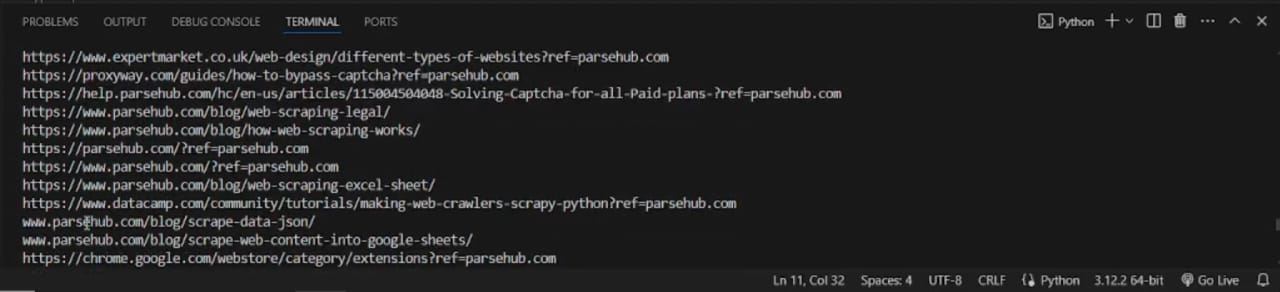 PROBLEMS OUTPUT DEBUG CONSOLE TERMINAL PORTS Python
https://www.expertmarket.co.uk/web-design/different-types-of-websites?ref=parsehub.com
https://proxyway.com/guides/how-to-bypass-captcha?ref=parsehub.com
https://help.parsehub.com/hc/en-us/articles/115004504048-Solving-Captcha-for-all-Paid-plans-?ref=parsehub.com
https://www.parsehub.com/blog/web-scraping-legal/
https://www.parsehub.com/blog/how-web-scraping-works/
https://parsehub.com/?ref=parsehub.com
https://www.parsehub.com/?ref=parsehub.com
https://www.parsehub.com/blog/web-scraping-excel-sheet/
https://www.datacamp.com/community/tutorials/making-web-crawlers-scrapy-python?ref=parsehub.com
www.parsehub.com/blog/scrape-data-json/
www.parsehub.com/blog/scrape-web-content-into-google-sheets/
https://chrome.google.com/webstore/category/extensions?ref=parsehub.com
Ln 11, Col 32 Spaces: 4 UTF-8 CRLF Python 3.12.2 64-bit Go Live